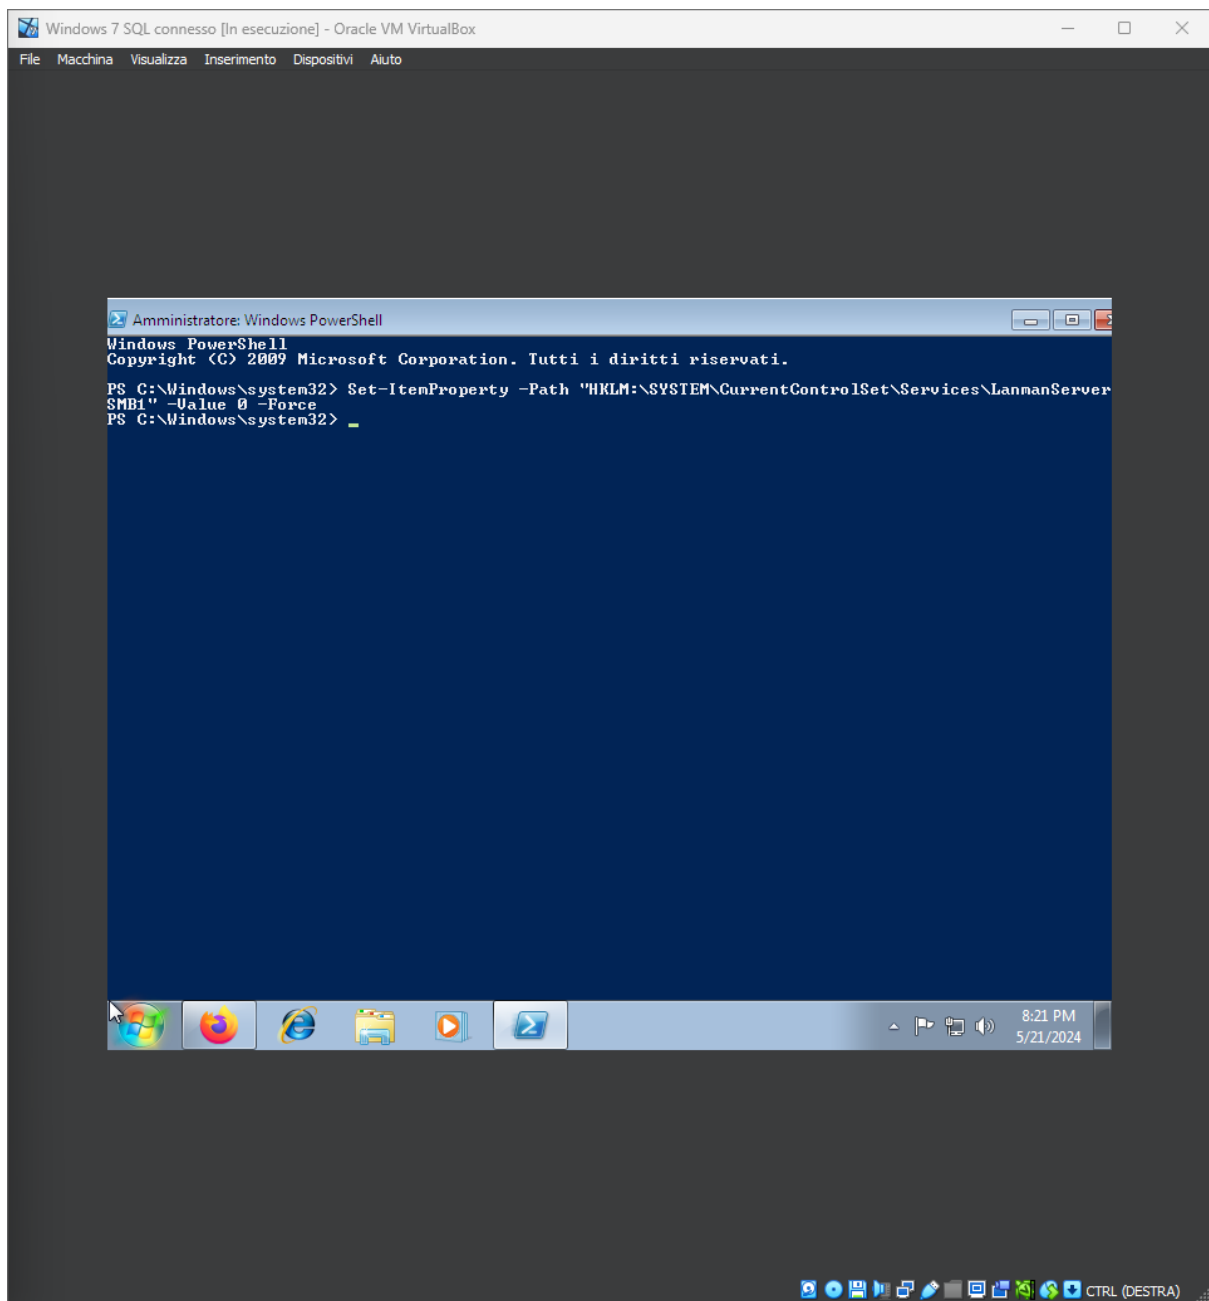 Windows 7 SQL connesso [In esecuzione] - Oracle VM VirtualBox
File Macchina Visualizza Inserimento Dispositivi Aiuto
Amministratore: Windows PowerShell
Windows PowerShell
Copyright (C) 2009 Microsoft Corporation. Tutti i diritti riservati.
PS C:\Windows\system32> Set-ItemProperty -Path "HKLM:\SYSTEM\CurrentControlSet\Services\LanmanServer
SMB1" -Value 0 -Force
PS C:\Windows\system32>
8:21 PM
5/21/2024
CTRL (DESTRA)